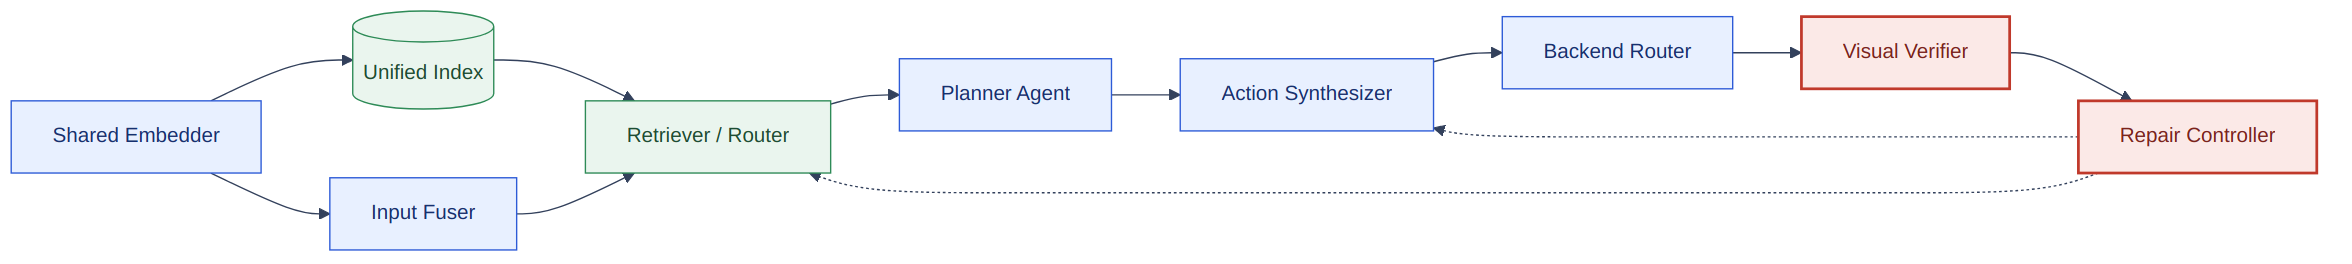 Unified Index
Shared Embedder
Input Fuser
Retriever / Router
Planner Agent
Action Synthesizer
Backend Router
Visual Verifier
Repair Controller